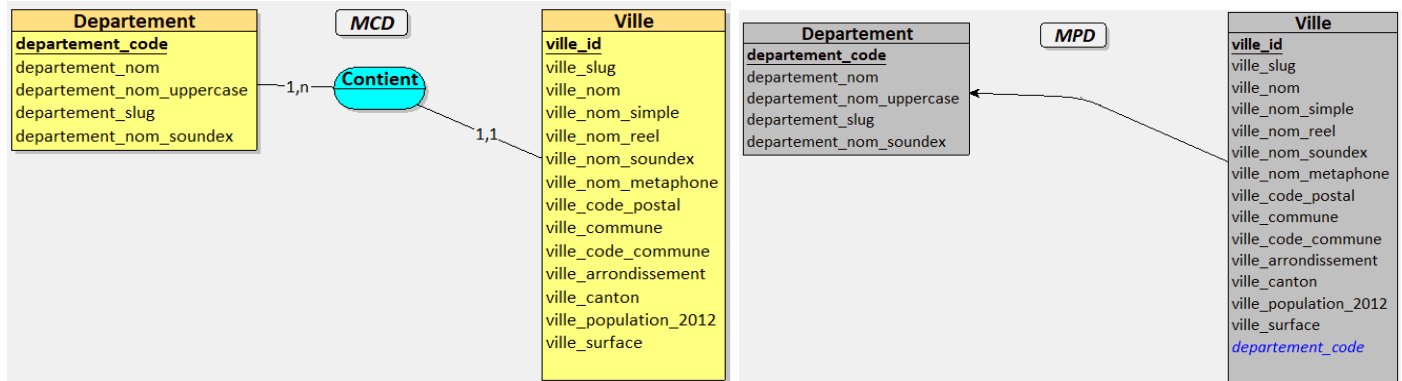 MCD
Departement
departement_code
departement_nom
departement_nom_uppercase
departement_slug
departement_nom_soundex
1,n
Contient
1,1
Ville
ville_id
ville_slug
ville_nom
ville_nom_simple
ville_nom_reel
ville_nom_soundex
ville_nom_metaphone
ville_code_postal
ville_commune
ville_code_commune
ville_arrondissement
ville_canton
ville_population_2012
ville_surface
MPD
Departement
departement_code
departement_nom
departement_nom_uppercase
departement_slug
departement_nom_soundex
Ville
ville_id
ville_slug
ville_nom
ville_nom_simple
ville_nom_reel
ville_nom_soundex
ville_nom_metaphone
ville_code_postal
ville_commune
ville_code_commune
ville_arrondissement
ville_canton
ville_population_2012
ville_surface
departement_code